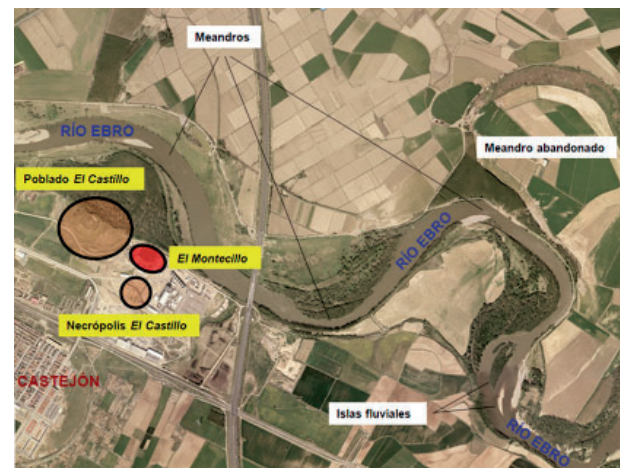 Meandros
RÍO EBRO
Meandro abandonado
Poblado El Castillo
RÍO EBRO
El Montecillo
Necrópolis El Castillo
CASTEJÓN
Islas fluviales
RÍO EBRO